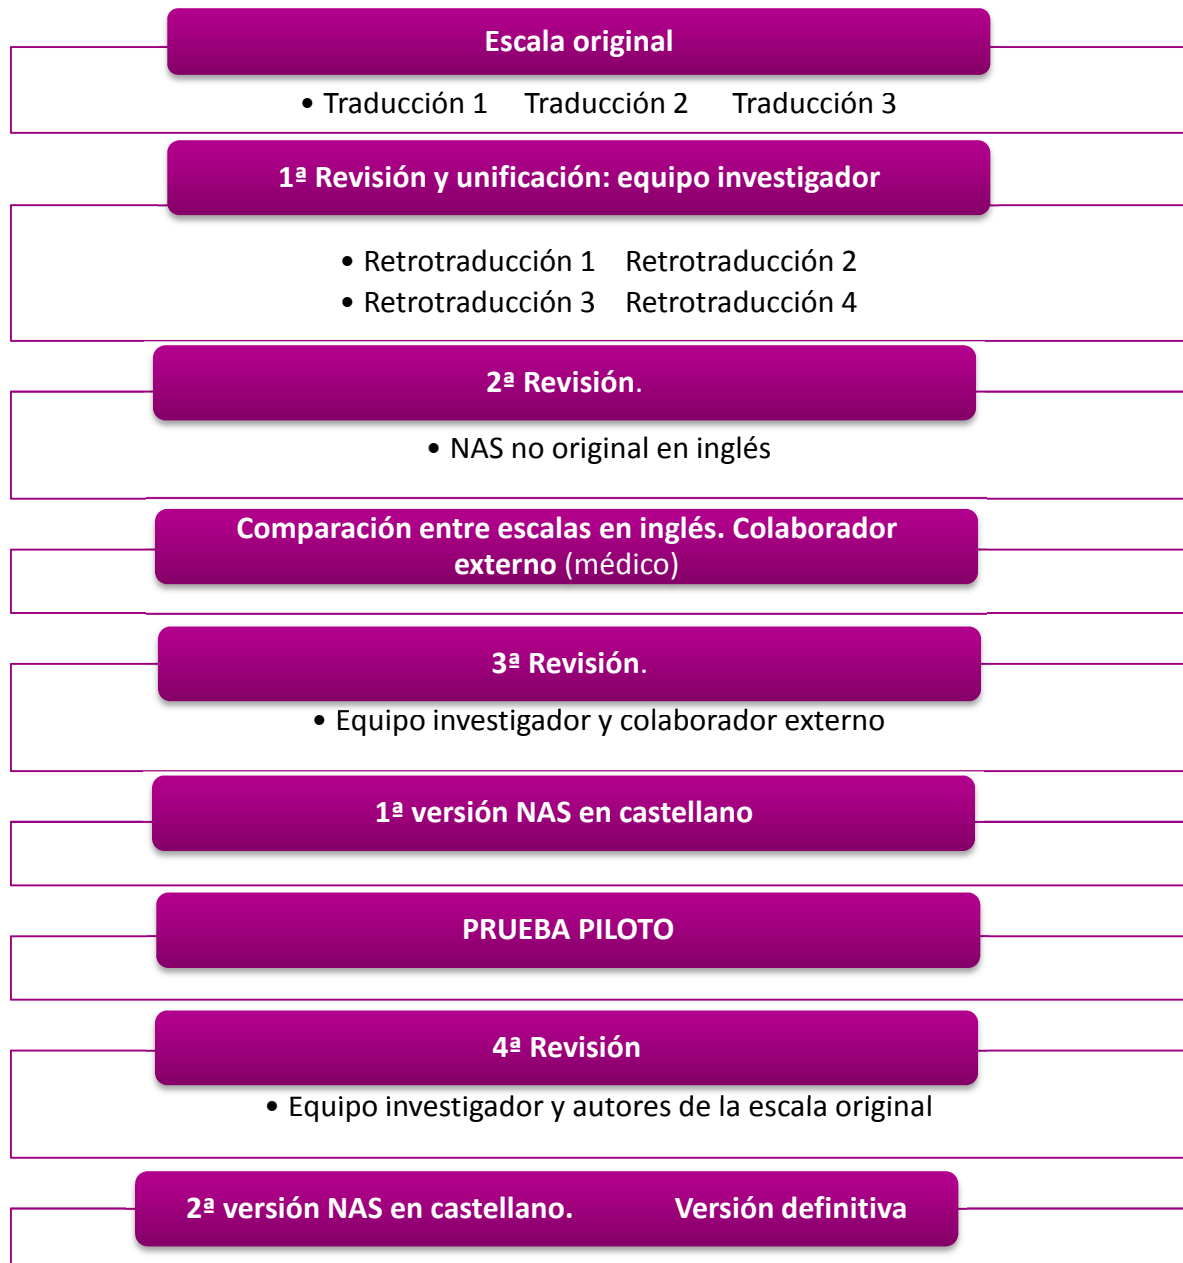 Escala original
• Traducción 1 Traducción 2 Traducción 3
1ª Revisión y unificación: equipo investigador
• Retrotraducción 1 Retrotraducción 2
• Retrotraducción 3 Retrotraducción 4
2ª Revisión.
• NAS no original en inglés
Comparación entre escalas en inglés. Colaborador
externo (médico)
3ª Revisión.
• Equipo investigador y colaborador externo
1ª versión NAS en castellano
PRUEBA PILOTO
4ª Revisión
• Equipo investigador y autores de la escala original
2ª versión NAS en castellano. Versión definitiva